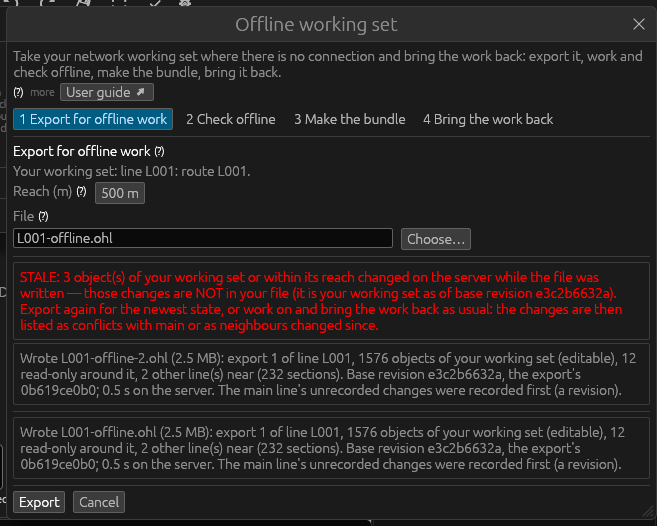 Offline working set
Take your network working set where there is no connection and bring the work back: export it, work and
check offline, make the bundle, bring it back.
(?) more User guide
1 Export for offline work 2 Check offline 3 Make the bundle 4 Bring the work back
Export for offline work (?)
Your working set: line L001: route L001.
Reach (m) (?) 500 m
File (?)
L001-offline.ohl Choose...
STALE: 3 object(s) of your working set or within its reach changed on the server while the file was
written — those changes are NOT in your file (it is your working set as of base revision e3c2b6632a).
Export again for the newest state, or work on and bring the work back as usual: the changes are then
listed as conflicts with main or as neighbours changed since.
Wrote L001-offline-2.ohl (2.5 MB): export 1 of line L001, 1576 objects of your working set (editable), 12
read-only around it, 2 other line(s) near (232 sections). Base revision e3c2b6632a, the export's
0b619ce0b0; 0.5 s on the server. The main line's unrecorded changes were recorded first (a revision).
Wrote L001-offline.ohl (2.5 MB): export 1 of line L001, 1576 objects of your working set (editable), 12
read-only around it, 2 other line(s) near (232 sections). Base revision e3c2b6632a, the export's
0b619ce0b0; 0.5 s on the server. The main line's unrecorded changes were recorded first (a revision).
Export Cancel